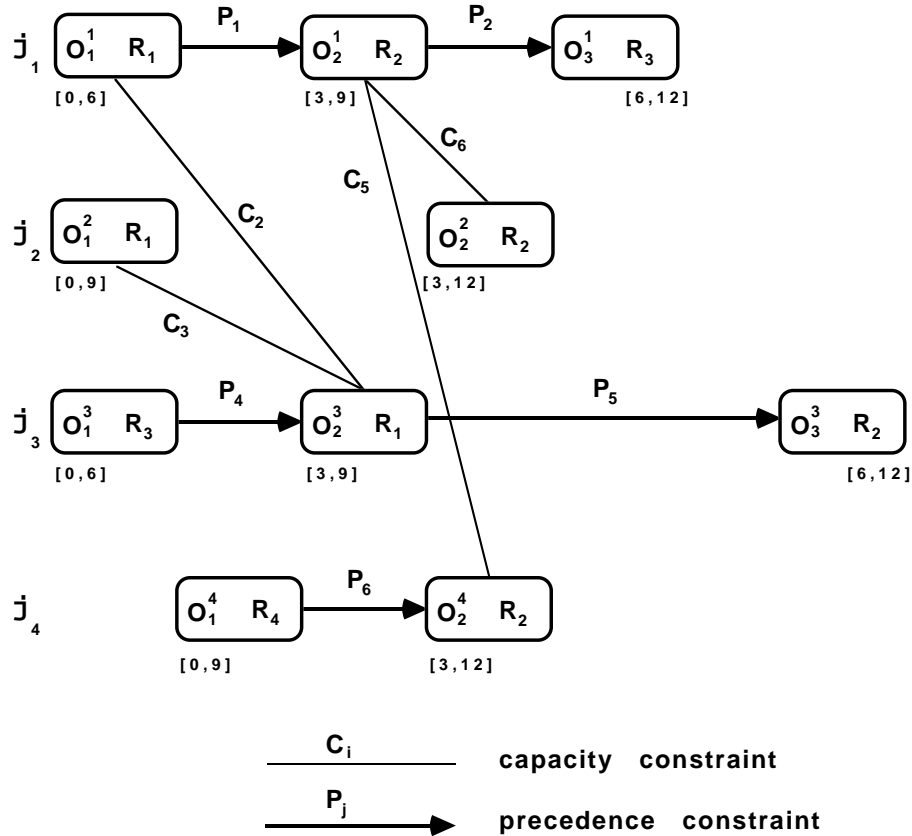 P₁ P₂
j₁ O₁¹ R₁ O₂¹ R₂ O₃¹ R₃
[0,6] [3,9] [6,12]
C₆
C₅
C₂
j₂ O₁² R₁ O₂² R₂
[0,9] [3,12]
C₃
P₄ P₅
j₃ O₁³ R₃ O₂³ R₁ O₃³ R₂
[0,6] [3,9] [6,12]
P₆
j₄ O₁⁴ R₄ O₂⁴ R₂
[0,9] [3,12]
Cᵢ capacity constraint
Pⱼ precedence constraint